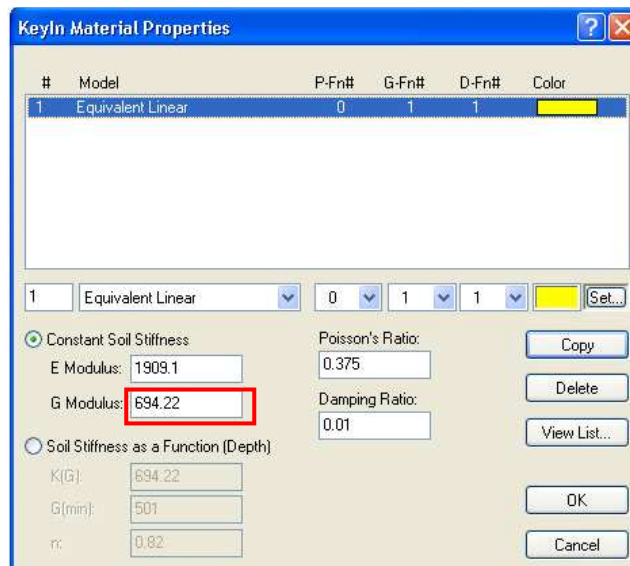 KeyIn Material Properties
# Model P-Fn# G-Fn# D-Fn# Color
1 Equivalent Linear 0 1 1
1 Equivalent Linear 0 1 1 Set...
Constant Soil Stiffness
E Modulus: 1909.1
G Modulus: 694.22
Soil Stiffness as a Function (Depth)
K(G): 694.22
G(min): 501
n: 0.82
Poisson's Ratio:
0.375
Damping Ratio:
0.01
Copy
Delete
View List...
OK
Cancel